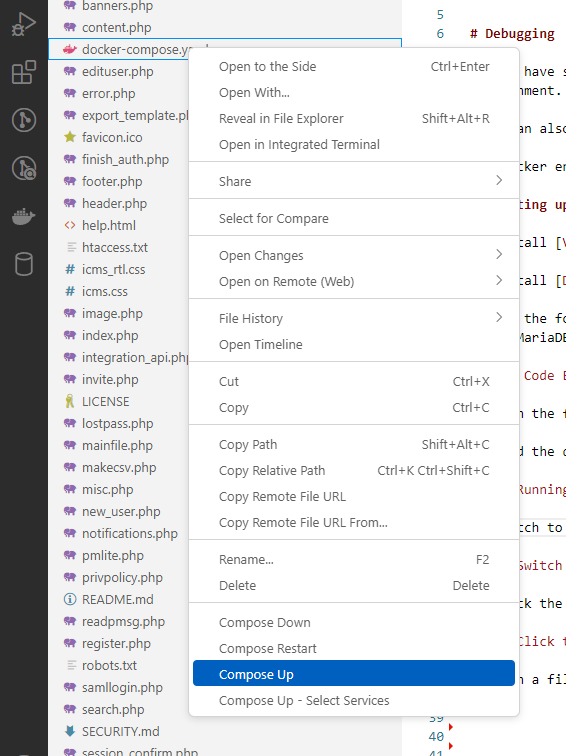 banners.php
content.php
docker-compose.y
edituser.php
error.php
export_template.p
favicon.ico
finish_auth.php
footer.php
header.php
help.html
htaccess.txt
icms_rtl.css
icms.css
image.php
index.php
integration_api.php
invite.php
LICENSE
lostpass.php
mainfile.php
makecsv.php
misc.php
new_user.php
notifications.php
pmlite.php
privpolicy.php
README.md
readpmsg.php
register.php
robots.txt
samllogin.php
search.php
SECURITY.md
session_confirm.php
Open to the Side Ctrl+Enter
Open With...
Reveal in File Explorer Shift+Alt+R
Open in Integrated Terminal
Share
Select for Compare
Open Changes
Open on Remote (Web)
File History
Open Timeline
Cut Ctrl+X
Copy Ctrl+C
Copy Path Shift+Alt+C
Copy Relative Path Ctrl+K Ctrl+Shift+C
Copy Remote File URL
Copy Remote File URL From...
Rename... F2
Delete Delete
Compose Down
Compose Restart
Compose Up
Compose Up - Select Services
5
6 # Debugging
have s
nment.
an also
cker en
ting up
tall [V
tall [D
the fo
MariaDB
Code E
n the f
d the c
Running
tch to
Switch
ck the
Click t
n a fil
39
40
41